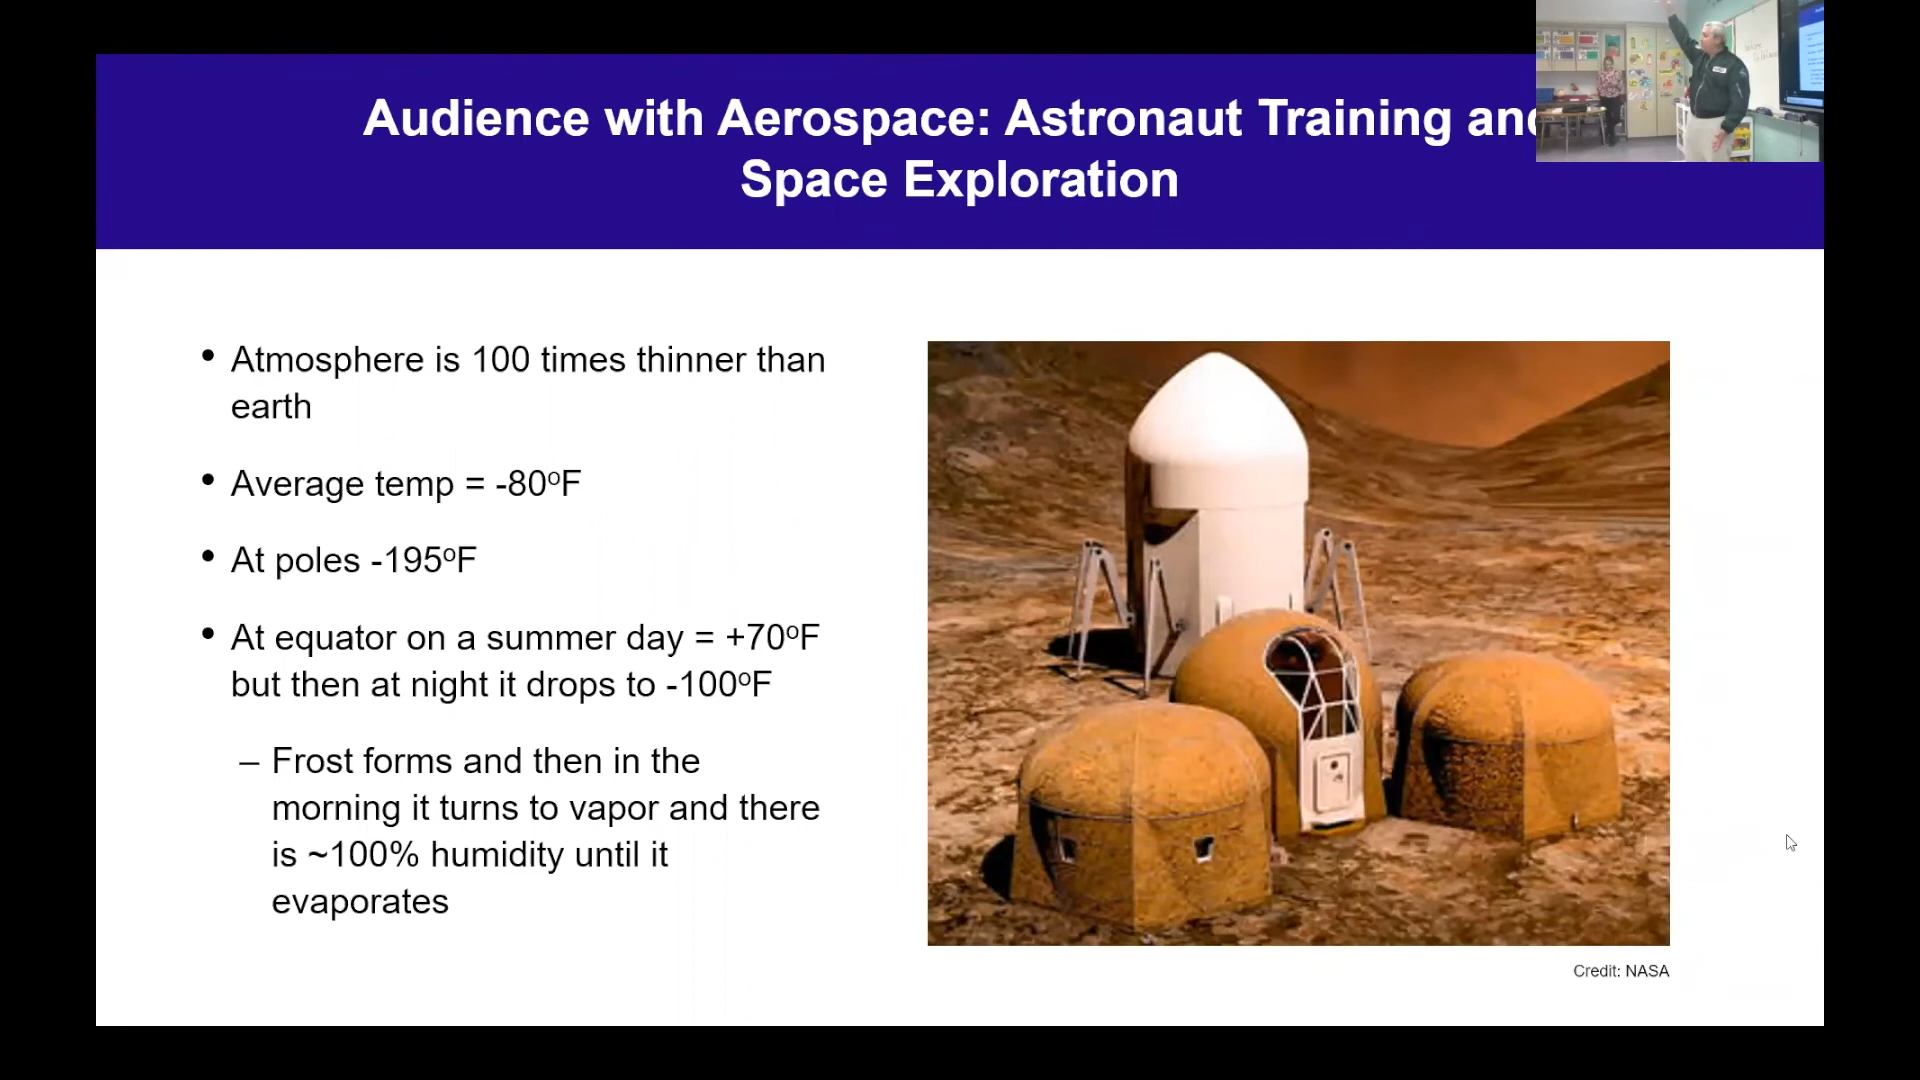 Audience with Aerospace: Astronaut Training and
Space Exploration
• Atmosphere is 100 times thinner than
earth
• Average temp = -80ºF
• At poles -195ºF
• At equator on a summer day = +70ºF
but then at night it drops to -100ºF
– Frost forms and then in the
morning it turns to vapor and there
is ~100% humidity until it
evaporates
Credit: NASA